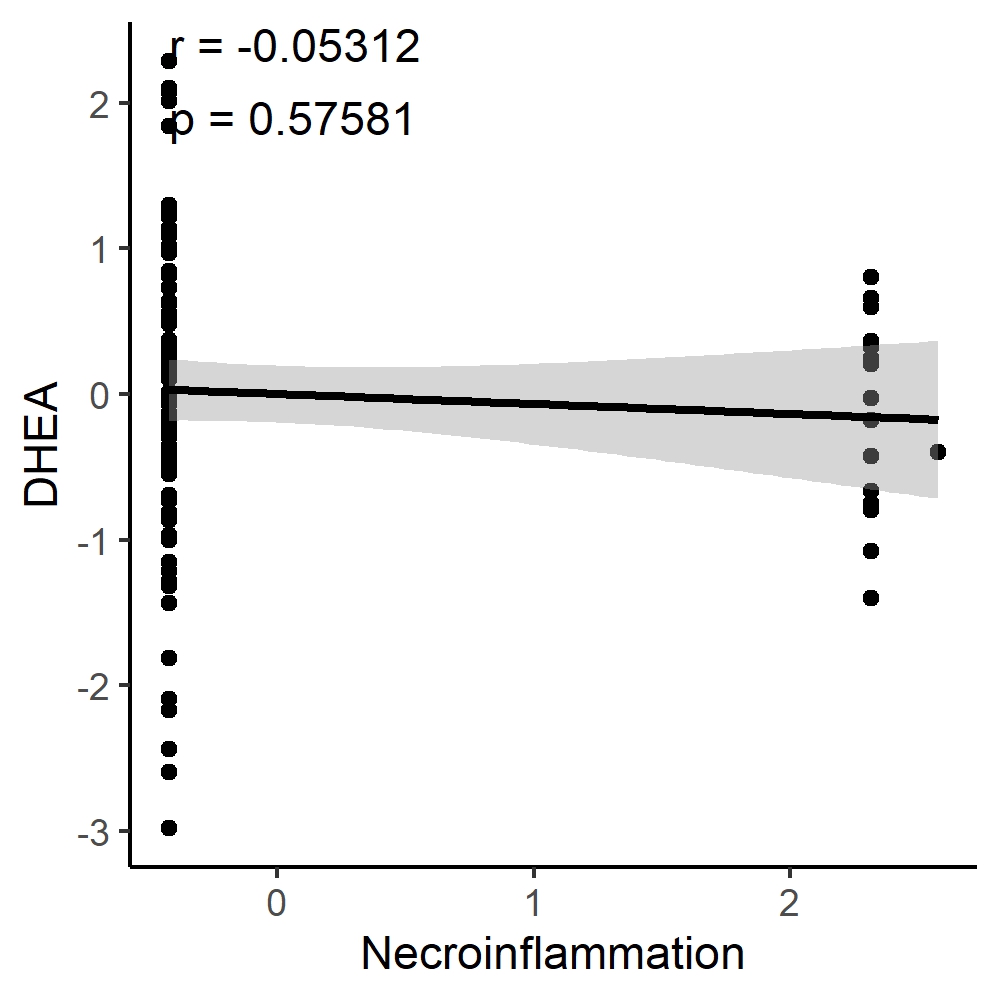 r = -0.05312
p = 0.57581
2
1
0
-1
-2
-3
DHEA
0 1 2
Necroinflammation